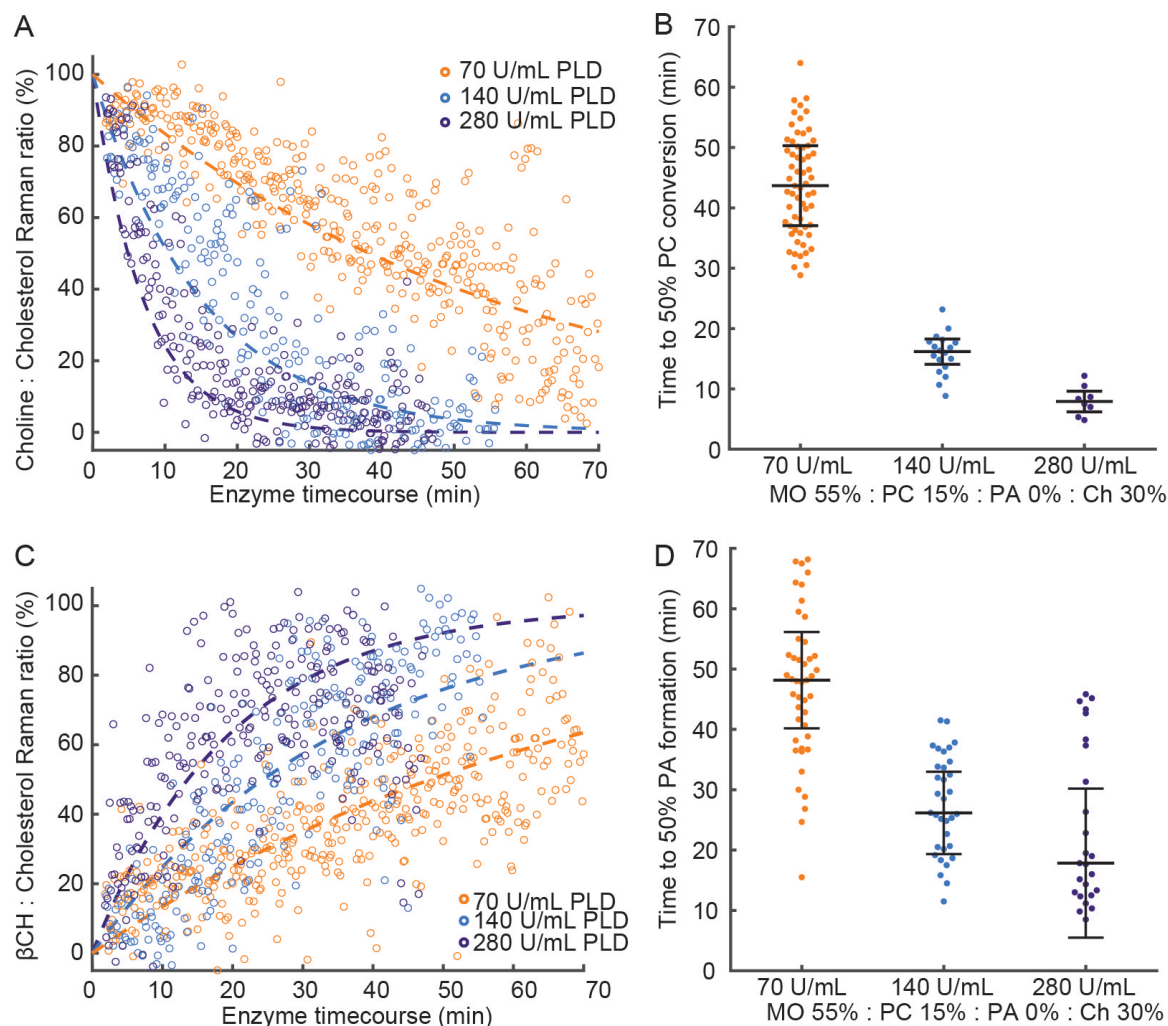 A
Choline : Cholesterol Raman ratio (%)
100
80
60
40
20
0
70 U/mL PLD
140 U/mL PLD
280 U/mL PLD
0 10 20 30 40 50 60 70
Enzyme timecourse (min)
B
Time to 50% PC conversion (min)
70
60
50
40
30
20
10
0
70 U/mL 140 U/mL 280 U/mL
MO 55% : PC 15% : PA 0% : Ch 30%
C
βCH : Cholesterol Raman ratio (%)
100
80
60
40
20
0
70 U/mL PLD
140 U/mL PLD
280 U/mL PLD
0 10 20 30 40 50 60 70
Enzyme timecourse (min)
D
Time to 50% PA formation (min)
70
60
50
40
30
20
10
0
70 U/mL 140 U/mL 280 U/mL
MO 55% : PC 15% : PA 0% : Ch 30%